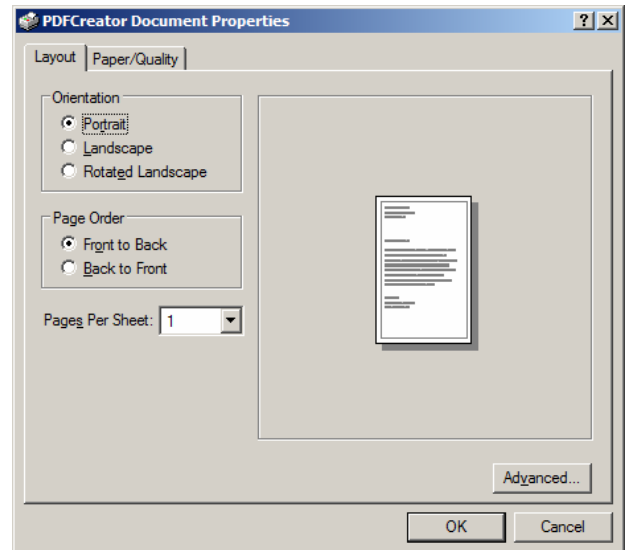 PDFCreator Document Properties
Layout
Paper/Quality
Orientation
Portrait
Landscape
Rotated Landscape
Page Order
Front to Back
Back to Front
Pages Per Sheet: 1
Advanced...
OK
Cancel